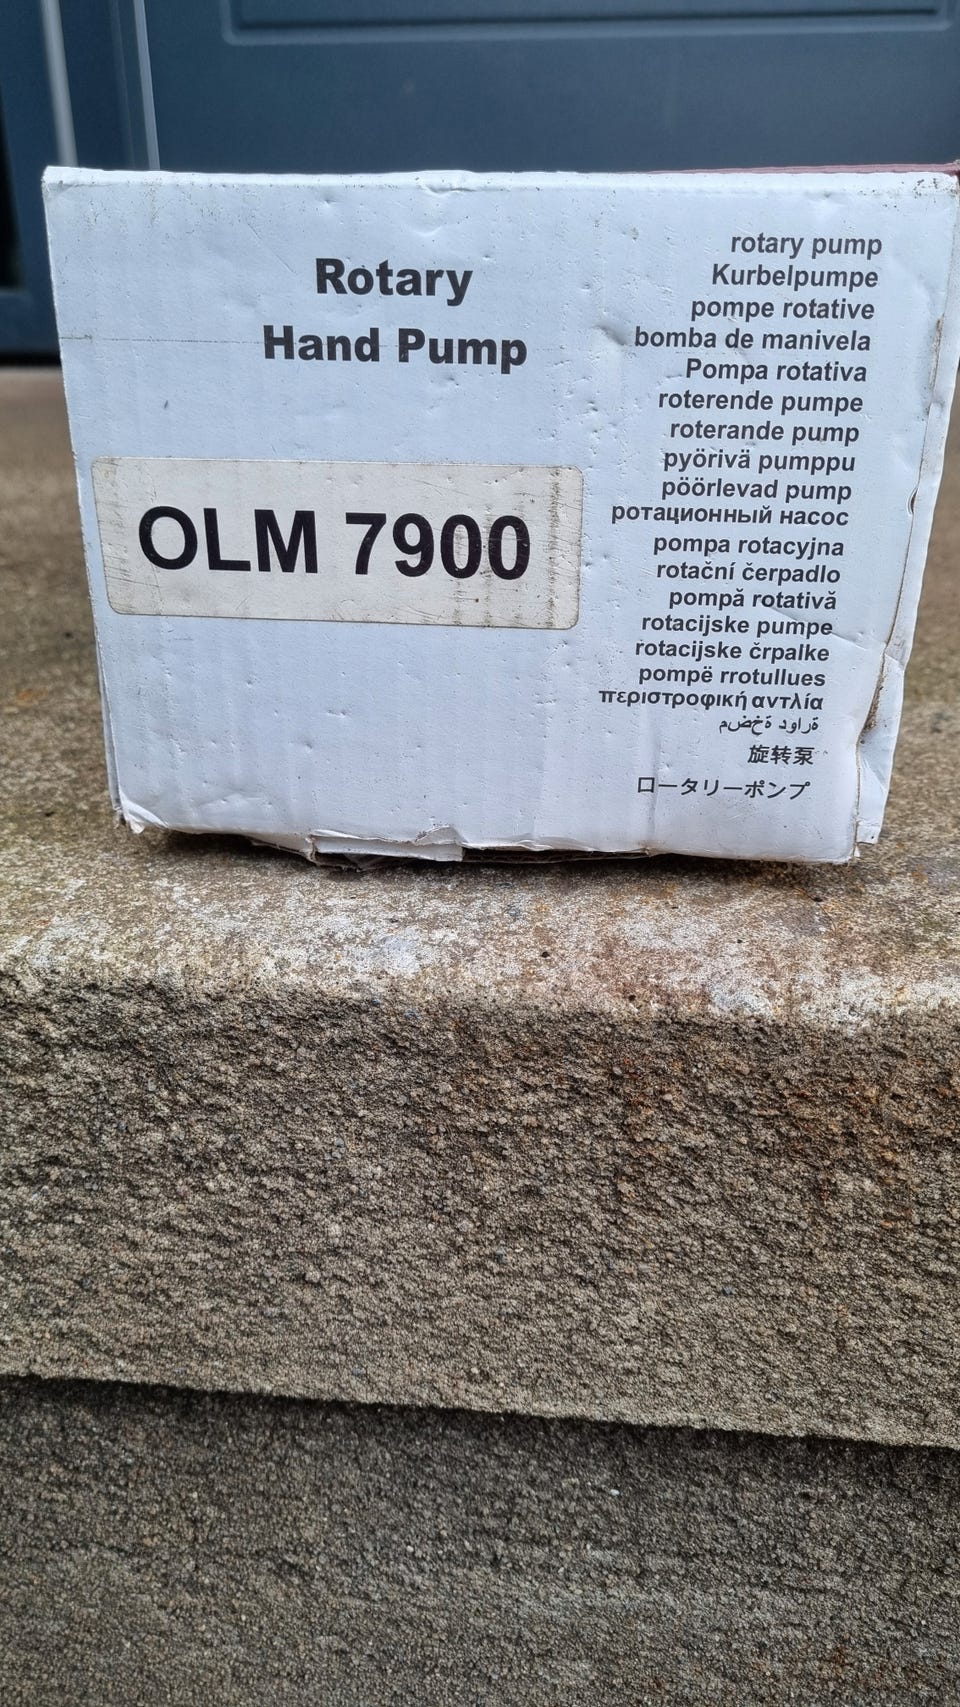 Rotary
Hand Pump
OLM 7900
rotary pump
Kurbelpumpe
pompe rotative
bomba de manivela
Pompa rotativa
roterende pumpe
roterande pump
pyörivä pumppu
pöörlevad pump
ротационный насос
pompa rotacyjna
rotační čerpadlo
pompă rotativă
rotacijske pumpe
rotacijske črpalke
pompë rrotullues
περιστροφική αντλία
ةراود ةخضم
旋转泵
ロータリーポンプ